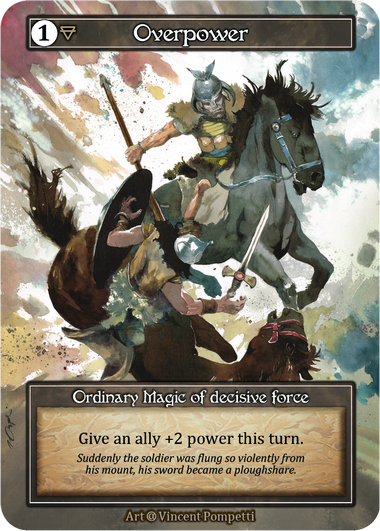 1
Overpower
Ordinary Magic of decisive force
Give an ally +2 power this turn.
Suddenly the soldier was flung so violently from
his mount, his sword became a ploughshare.
Art @ Vincent Pompetti